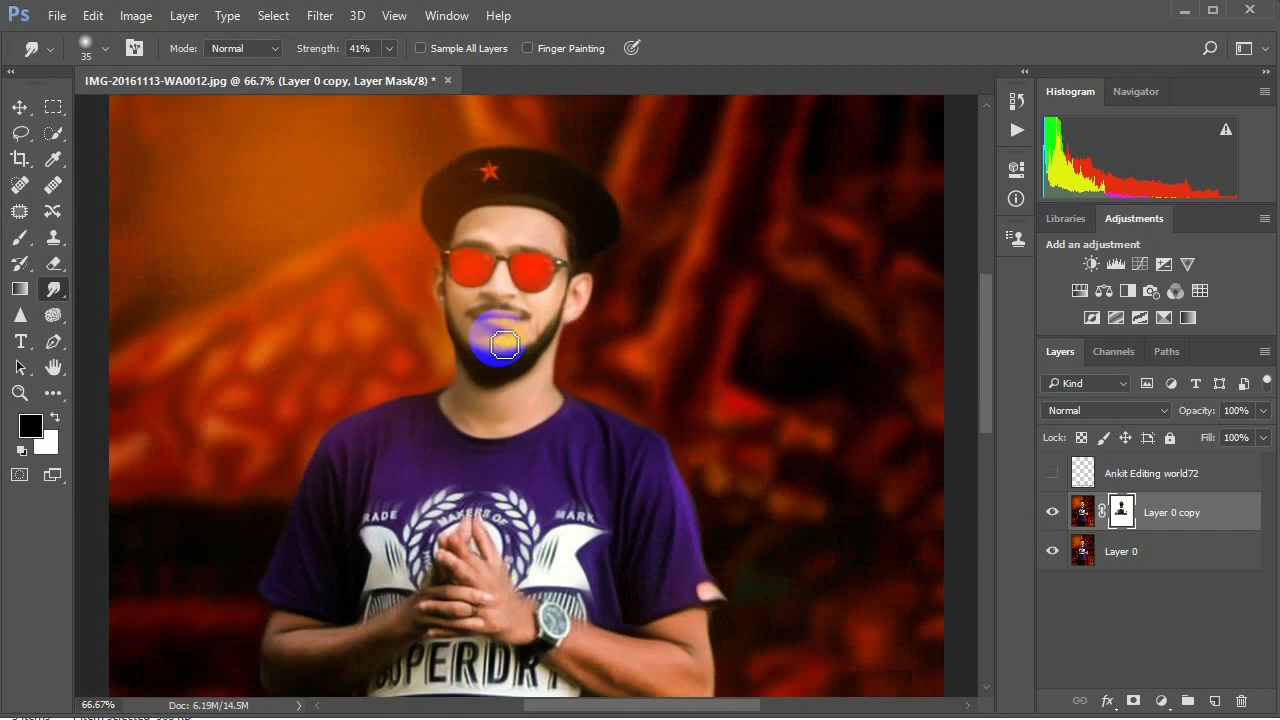 Ps File Edit Image Layer Type Select Filter 3D View Window Help
35 Mode: Normal Strength: 41% Sample All Layers Finger Painting
IMG-20161113-WA0012.jpg @ 66.7% (Layer 0 copy, Layer Mask/8) *
Histogram Navigator
Libraries Adjustments
Add an adjustment
Layers Channels Paths
Kind
Normal Opacity: 100%
Lock: Fill: 100%
Ankit Editing world72
Layer 0 copy
Layer 0
RADE MAKERS OF MARK
SUPERDRY
66.67% Doc: 6.19M/14.5M